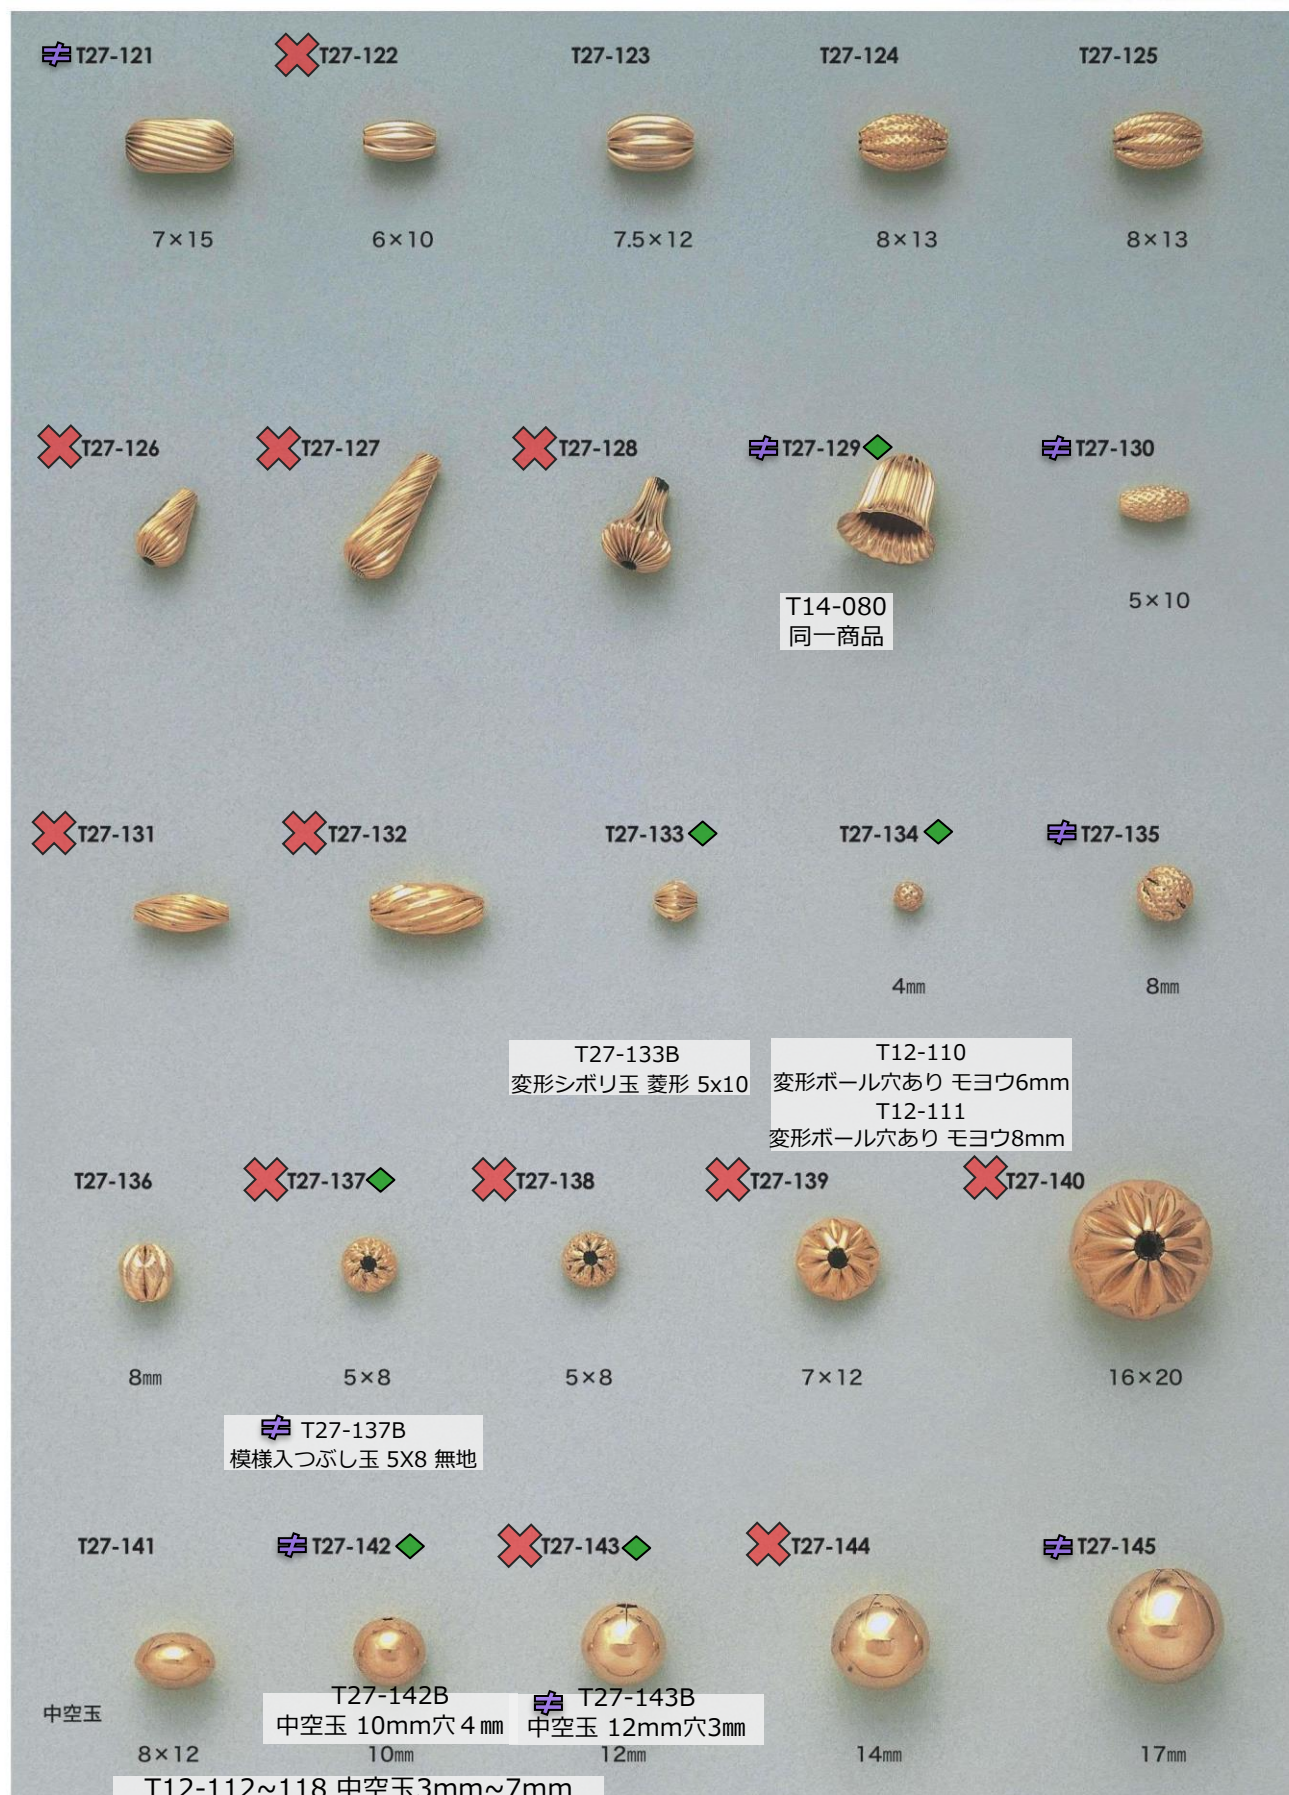 T27-121
T27-122
T27-123
T27-124
T27-125
7×15
6×10
7.5×12
8×13
8×13
T27-126
T27-127
T27-128
T27-129
T27-130
T14-080
同一商品
5×10
T27-131
T27-132
T27-133
T27-134
T27-135
4㎜
8㎜
T27-133B
変形シボリ玉 菱形 5x10
T12-110
変形ボール穴あり モヨウ6mm
T12-111
変形ボール穴あり モヨウ8mm
T27-136
T27-137
T27-138
T27-139
T27-140
8㎜
5×8
5×8
7×12
16×20
≠ T27-137B
模様入つぶし玉 5X8 無地
T27-141
T27-142
T27-143
T27-144
T27-145
中空玉
T27-142B
中空玉 10mm穴４㎜
T27-143B
中空玉 12mm穴3㎜
8×12
10㎜
12㎜
14㎜
17㎜
T12-112~118 中空玉3mm~7mm